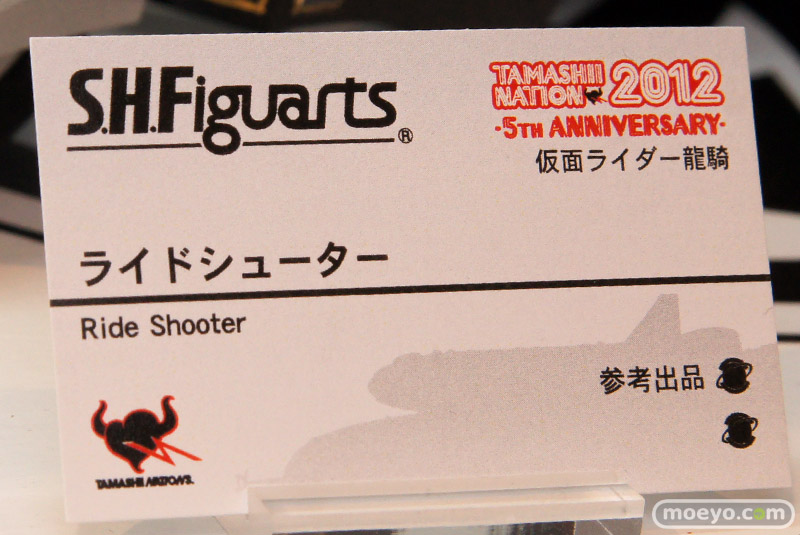 S.H.Figuarts®
TAMASHII
NATION 2012
・5TH ANNIVERSARY・
仮面ライダー龍騎
ライドシューター
Ride Shooter
参考出品
TAMASHII NATIONS.
moeyo.com